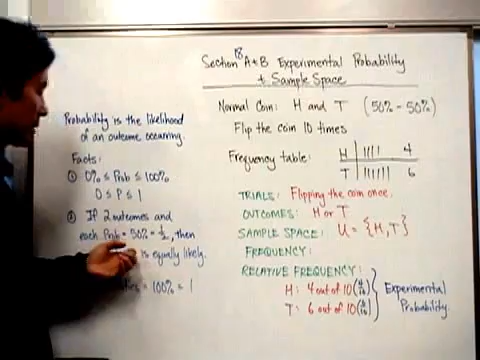 Section 18 A+B Experimental Probability
+ Sample Space
Normal Coin: H and T (50% - 50%)
Flip the coin 10 times
Frequency table:
H |||| 4
T |||||| 6
TRIALS: Flipping the coin once.
OUTCOMES: H or T
SAMPLE SPACE: U = {H, T}
FREQUENCY:
RELATIVE FREQUENCY:
H: 4 out of 10 (4/10)
T: 6 out of 10 (6/10)
Experimental
Probability.
Probability is the likelihood
of an outcome occurring.
Facts:
① 0% ≤ Prob ≤ 100%
0 ≤ P ≤ 1
② If 2 outcomes and
each Prob = 50% = 1/2, then
is equally likely.
= 100% = 1